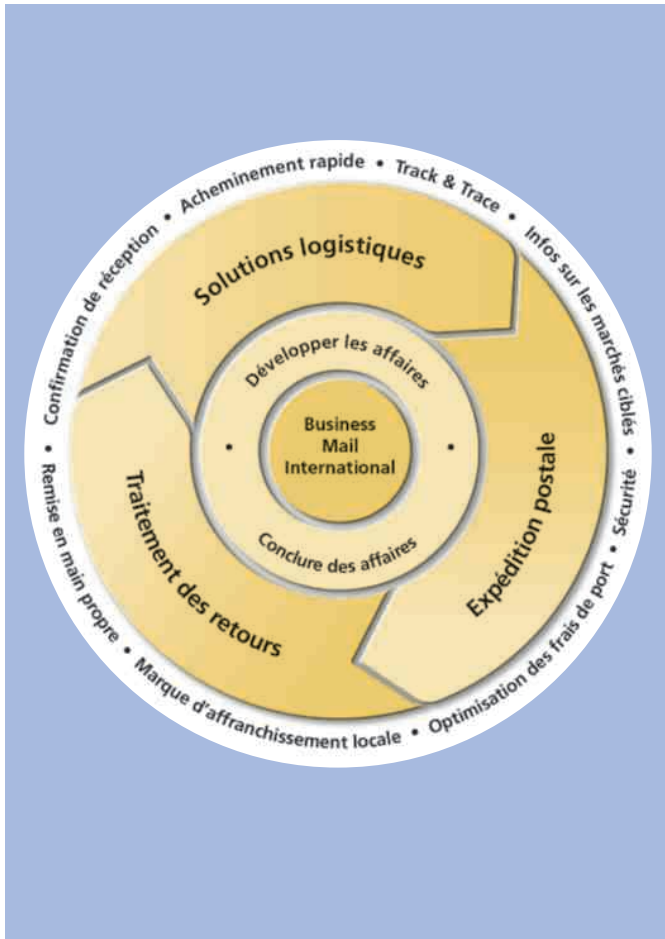 Acheminement rapide • Track & Trace • Infos sur les marchés ciblés • Sécurité • Optimisation des frais de port • Marque d'affranchissement locale • Remise en main propre • Confirmation de réception •
Solutions logistiques
Expédition postale
Traitement des retours
Développer les affaires
•
•
Conclure des affaires
Business
Mail
International